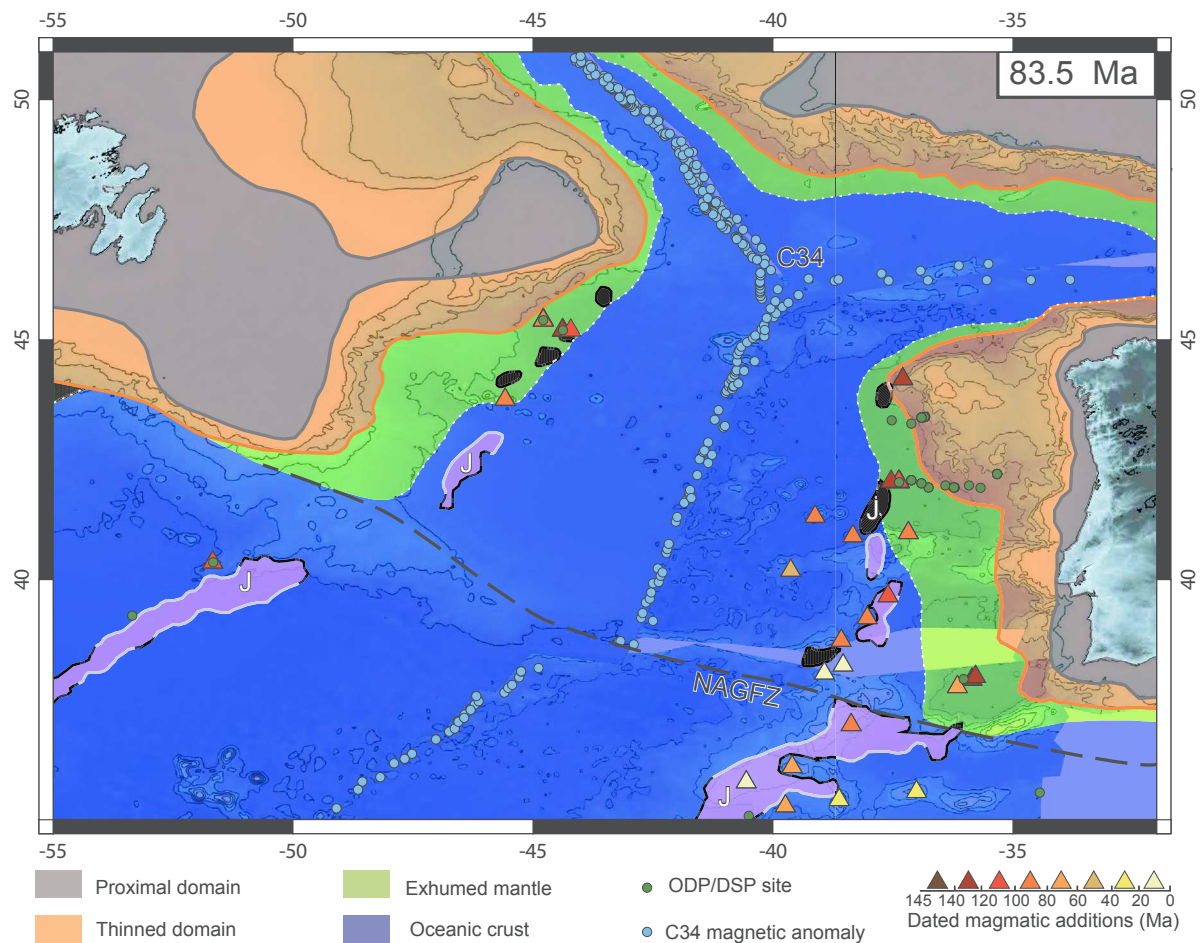 -55 -50 -45 -40 -35
83.5 Ma
50 50
C34
45 45
J
J
40 J 40
NAGFZ
J
-55 -50 -45 -40 -35
Proximal domain Exhumed mantle ODP/DSP site
145 140 120 100 80 60 40 20 0
Dated magmatic additions (Ma)
Thinned domain Oceanic crust C34 magnetic anomaly